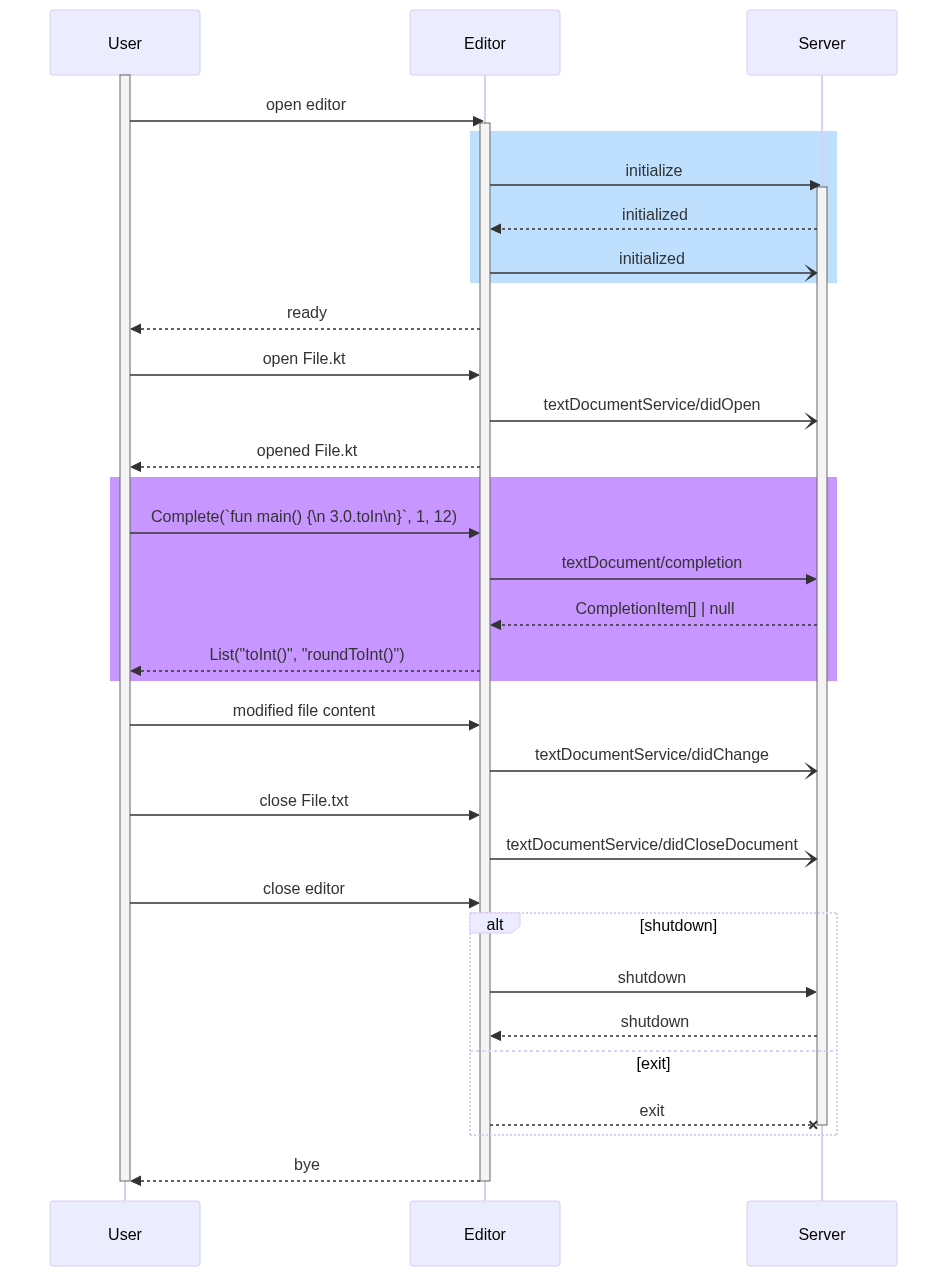 User Editor Server
open editor
initialize
initialized
initialized
ready
open File.kt
textDocumentService/didOpen
opened File.kt
Complete(`fun main() {\n 3.0.toIn\n}`, 1, 12)
textDocument/completion
CompletionItem[] | null
List("toInt()", "roundToInt()")
modified file content
textDocumentService/didChange
close File.txt
textDocumentService/didCloseDocument
close editor
alt [shutdown]
shutdown
shutdown
[exit]
exit
bye
User Editor Server